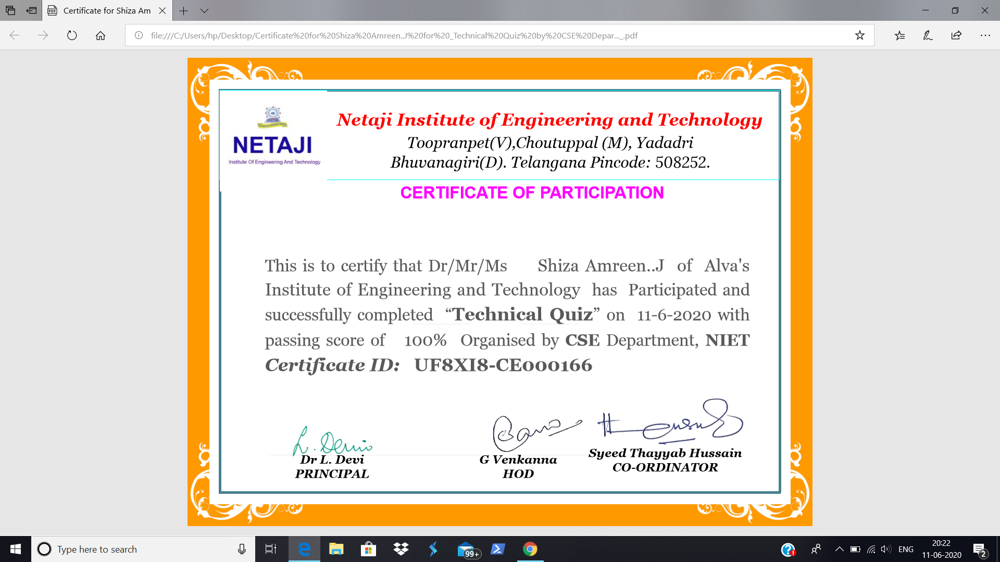 Certificate for Shiza Am
file:///C:/Users/hp/Desktop/Certificate%20for%20Shiza%20Amreen..J%20for%20_Technical%20Quiz%20by%20CSE%20Depar..._.pdf
NETAJI
Institute Of Engineering And Technology
Netaji Institute of Engineering and Technology
Toopranpet(V),Choutuppal (M), Yadadri
Bhuvanagiri(D). Telangana Pincode: 508252.
CERTIFICATE OF PARTICIPATION
This is to certify that Dr/Mr/Ms Shiza Amreen..J of Alva's
Institute of Engineering and Technology has Participated and
successfully completed “Technical Quiz” on 11-6-2020 with
passing score of 100% Organised by CSE Department, NIET
Certificate ID: UF8XI8-CE000166
L. Devi
Dr L. Devi
PRINCIPAL
G Venkanna
HOD
Syeed Thayyab Hussain
CO-ORDINATOR
Type here to search
99+
ENG
20:22
11-06-2020
2